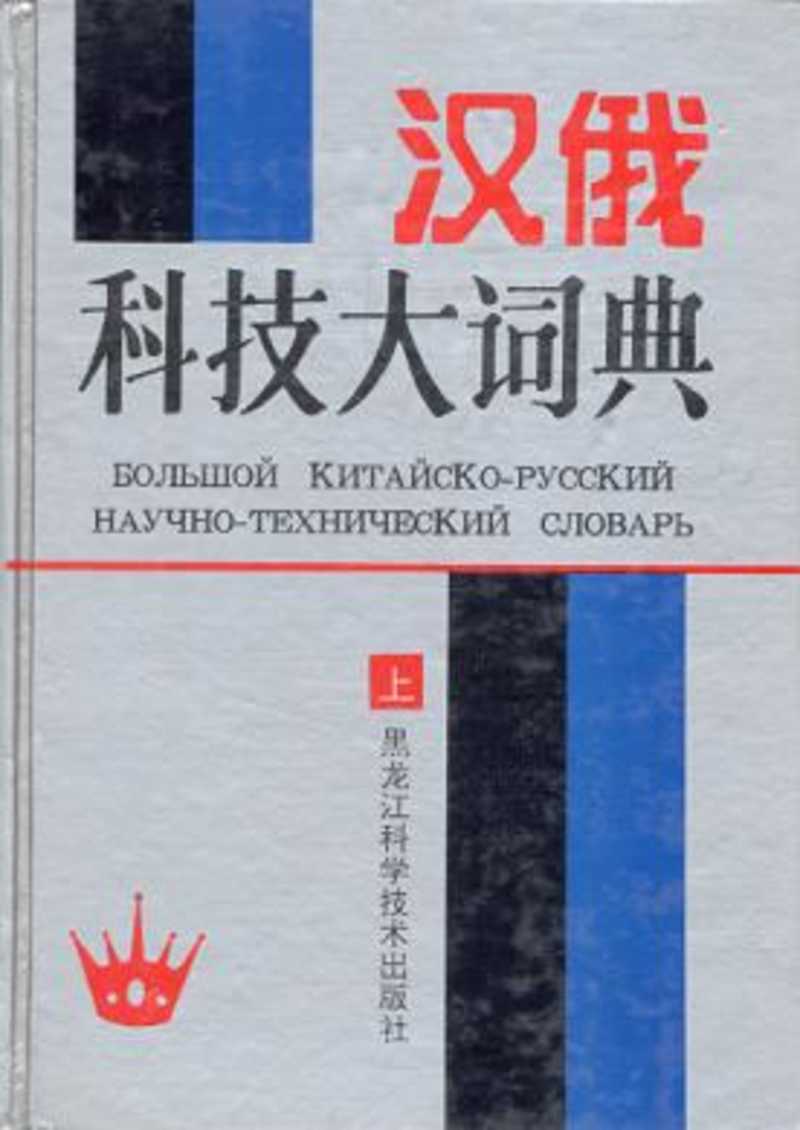 汉俄
科技大词典
БОЛЬШОЙ КИТАЙСКО-РУССКИЙ
НАУЧНО-ТЕХНИЧЕСКИЙ СЛОВАРЬ
上
黑龙江科学技术出版社